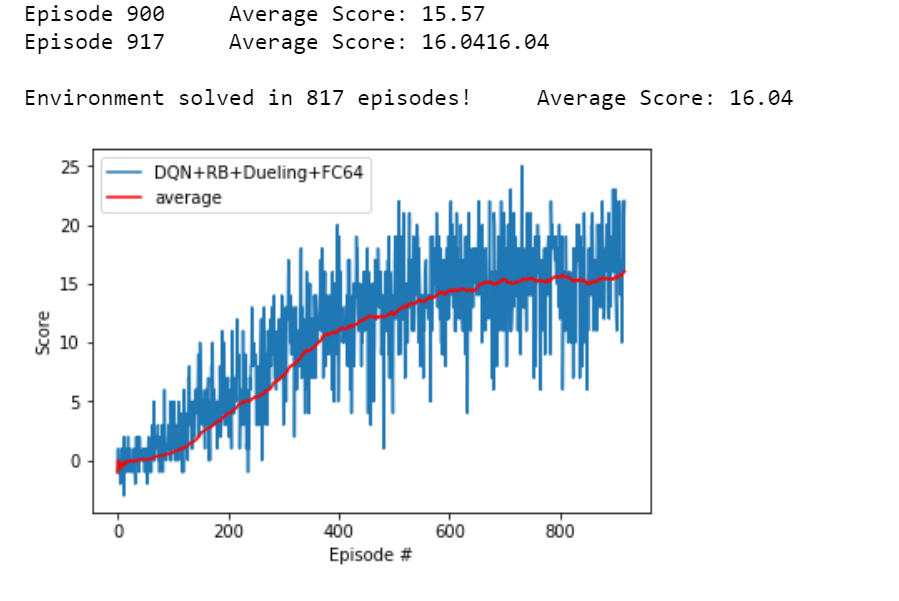 Episode 900 Average Score: 15.57
Episode 917 Average Score: 16.0416.04
Environment solved in 817 episodes! Average Score: 16.04
DQN+RB+Dueling+FC64
average
25
20
15
10
5
0
Score
0 200 400 600 800
Episode #